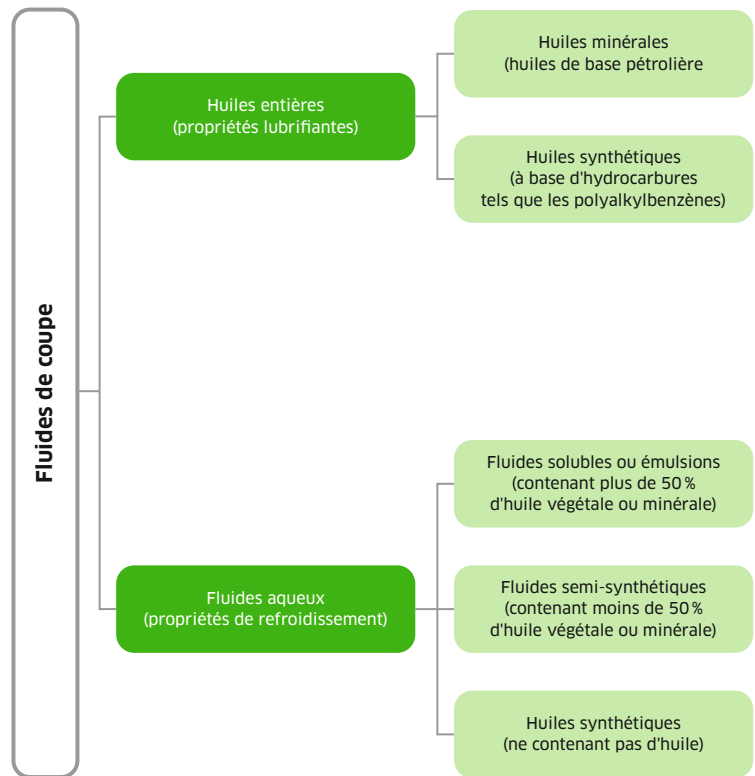 Fluides de coupe
Huiles entières
(propriétés lubrifiantes)
Huiles minérales
(huiles de base pétrolière
Huiles synthétiques
(à base d'hydrocarbures
tels que les polyalkylbenzènes)
Fluides aqueux
(propriétés de refroidissement)
Fluides solubles ou émulsions
(contenant plus de 50 %
d'huile végétale ou minérale)
Fluides semi-synthétiques
(contenant moins de 50 %
d'huile végétale ou minérale)
Huiles synthétiques
(ne contenant pas d'huile)